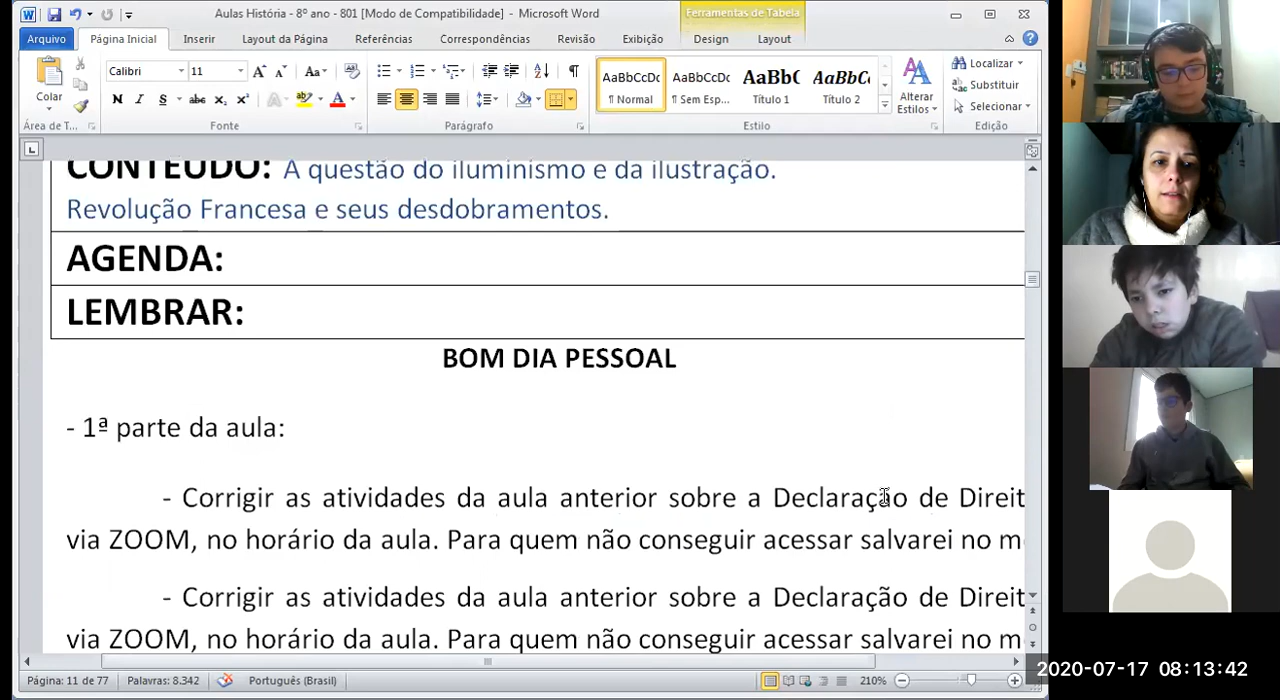 Aulas História - 8º ano - 801 [Modo de Compatibilidade] - Microsoft Word
Ferramentas de Tabela
Arquivo Página Inicial Inserir Layout da Página Referências Correspondências Revisão Exibição Design Layout
Calibri 11
Colar
AaBbCcDc AaBbCcDc AaBbC AaBbC
¶ Normal ¶ Sem Esp... Título 1 Título 2
Alterar Estilos
Localizar
Substituir
Selecionar
Área de T... Fonte Parágrafo Estilo Edição
CONTEÚDO: A questão do iluminismo e da ilustração.
Revolução Francesa e seus desdobramentos.
AGENDA:
LEMBRAR:
BOM DIA PESSOAL
- 1ª parte da aula:
- Corrigir as atividades da aula anterior sobre a Declaração de Direit
via ZOOM, no horário da aula. Para quem não conseguir acessar salvarei no m
- Corrigir as atividades da aula anterior sobre a Declaração de Direit
via ZOOM, no horário da aula. Para quem não conseguir acessar salvarei no m
Página: 11 de 77 Palavras: 8.342 Português (Brasil) 210%
2020-07-17 08:13:42